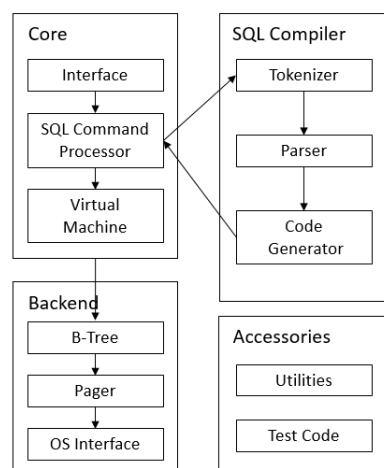 Core
Interface
SQL Command
Processor
Virtual
Machine
SQL Compiler
Tokenizer
Parser
Code
Generator
Backend
B-Tree
Pager
OS Interface
Accessories
Utilities
Test Code